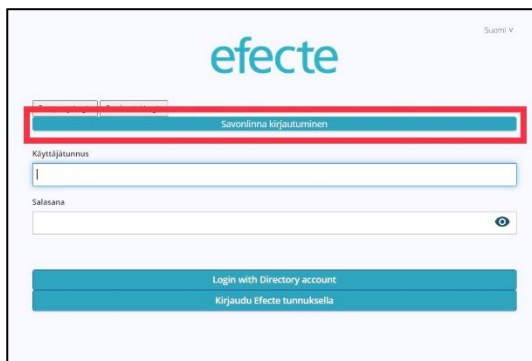 Suomi ∨
efecte
Savonlinna kirjautuminen
Käyttäjätunnus
Salasana
Login with Directory account
Kirjaudu Efecte tunnuksella